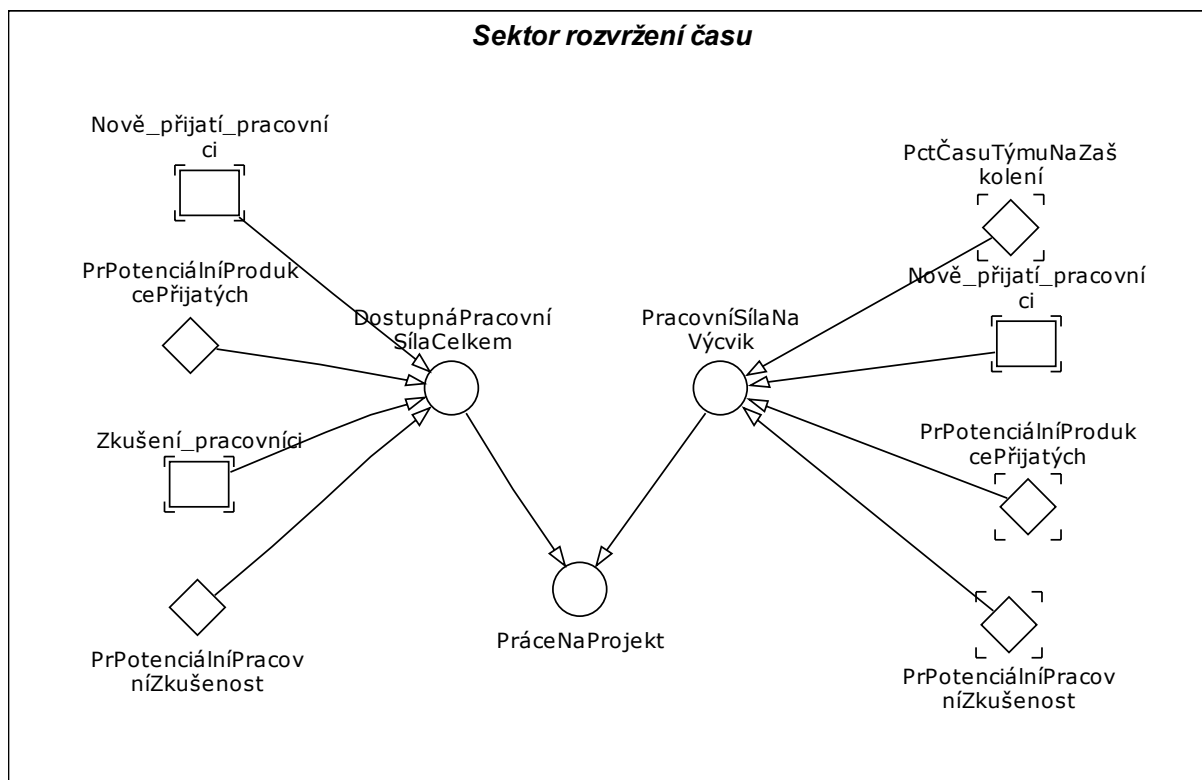 Sektor rozvržení času
Nově_přijatí_pracovní
ci
PctČasuTýmuNaZaš
kolení
PrPotenciálníProduk
cePřijatých
Nově_přijatí_pracovní
ci
DostupnáPracovní
SílaCelkem
PracovníSílaNa
Výcvik
Zkušení_pracovníci
PrPotenciálníProduk
cePřijatých
PráceNaProjekt
PrPotenciálníPracov
níZkušenost
PrPotenciálníPracov
níZkušenost